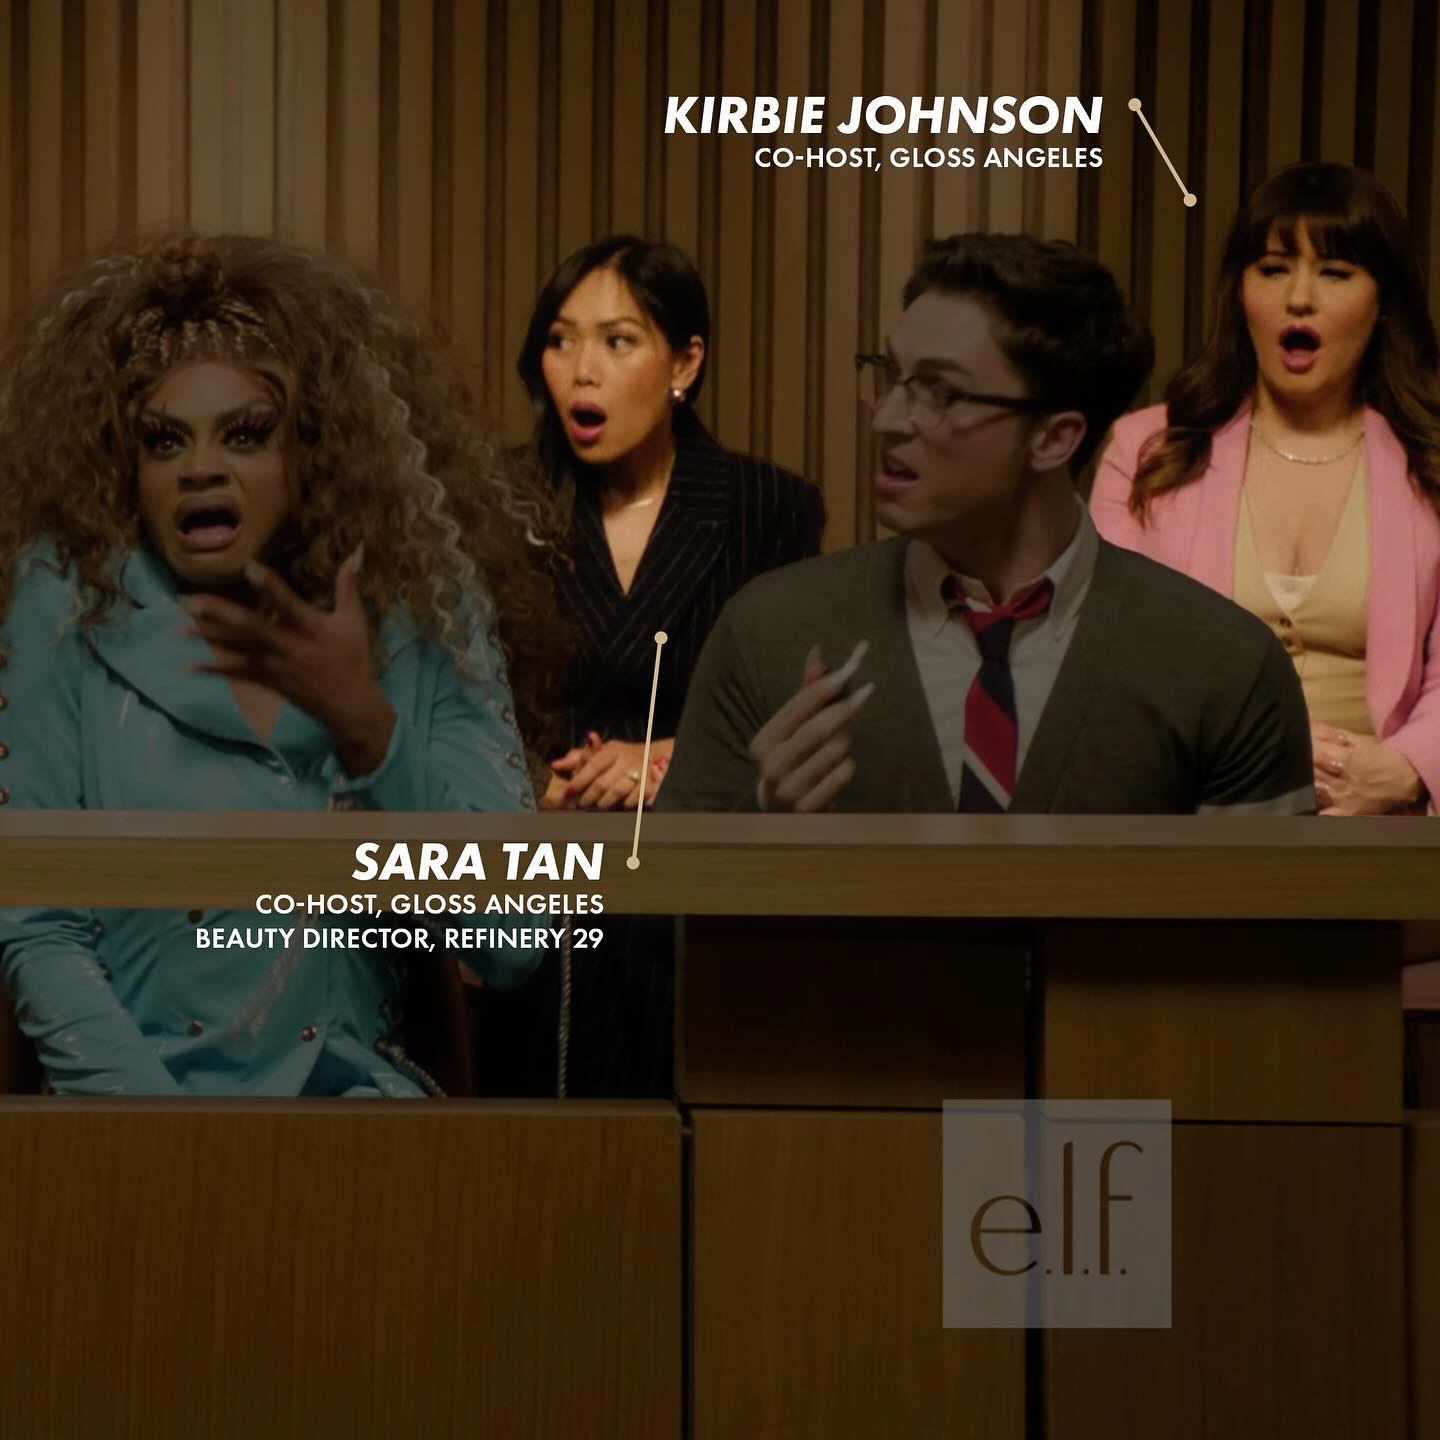 KIRBIE JOHNSON
CO-HOST, GLOSS ANGELES
SARA TAN
CO-HOST, GLOSS ANGELES
BEAUTY DIRECTOR, REFINERY 29
e.l.f.